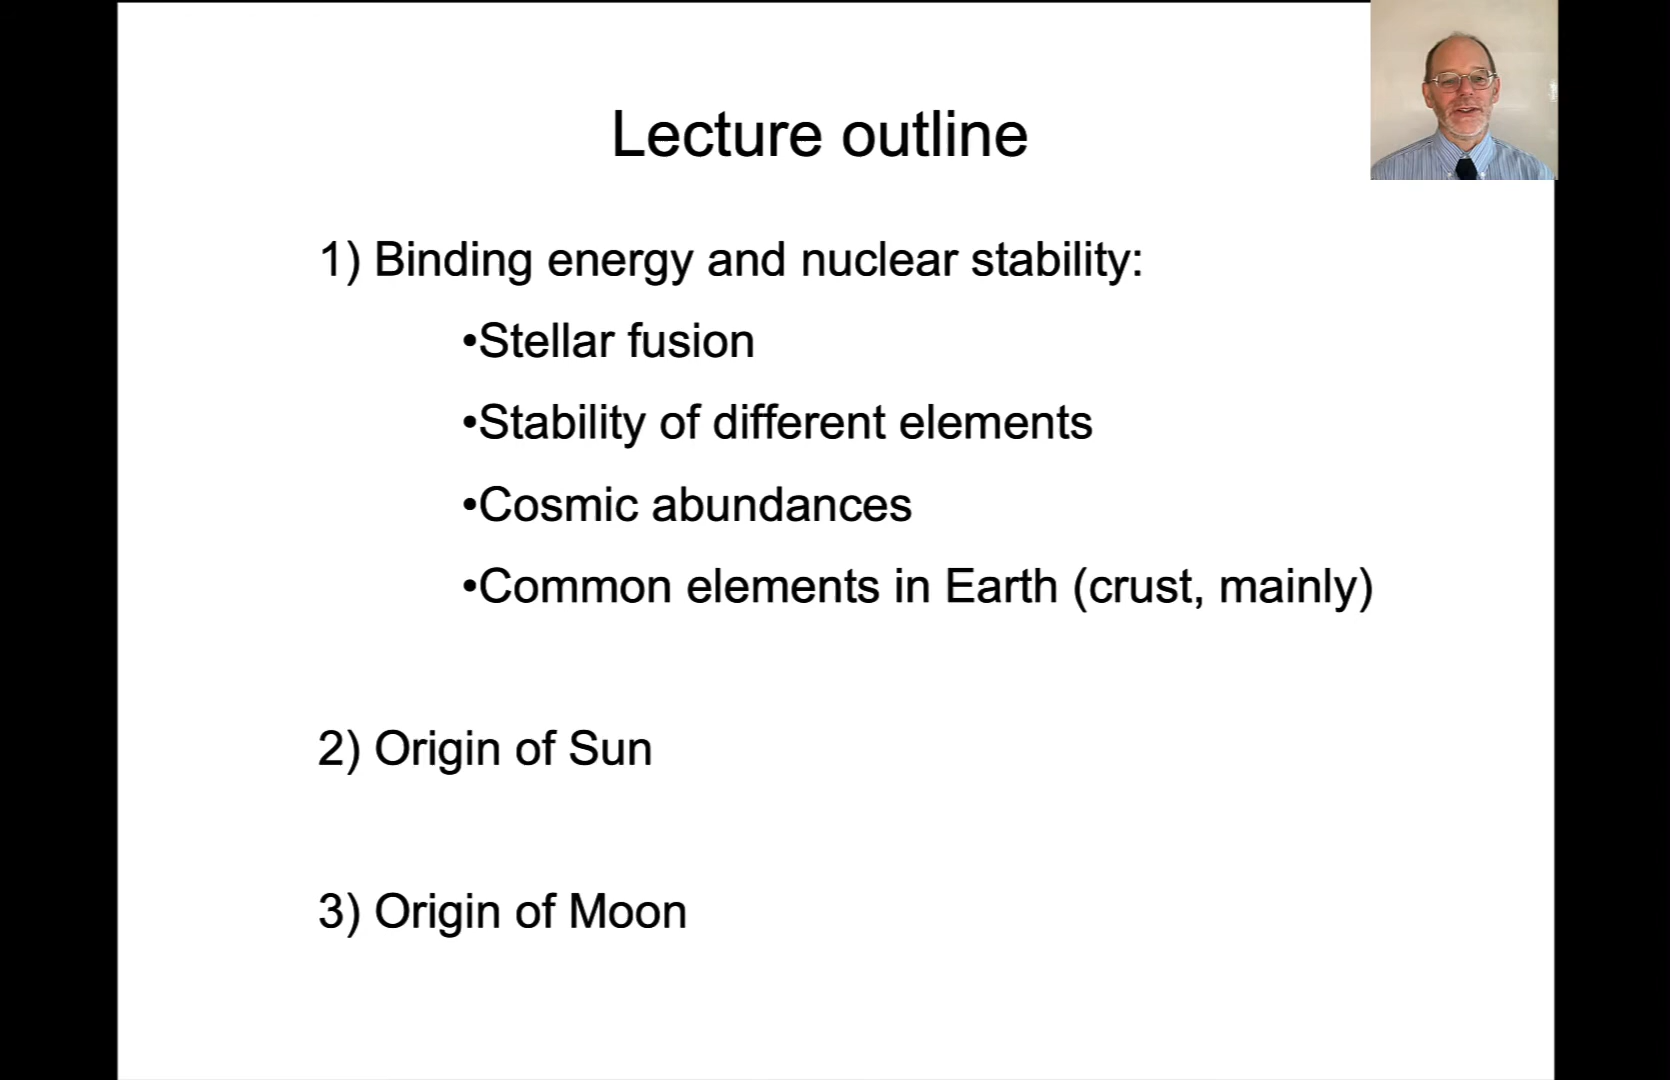 Lecture outline
1) Binding energy and nuclear stability:
•Stellar fusion
•Stability of different elements
•Cosmic abundances
•Common elements in Earth (crust, mainly)
2) Origin of Sun
3) Origin of Moon